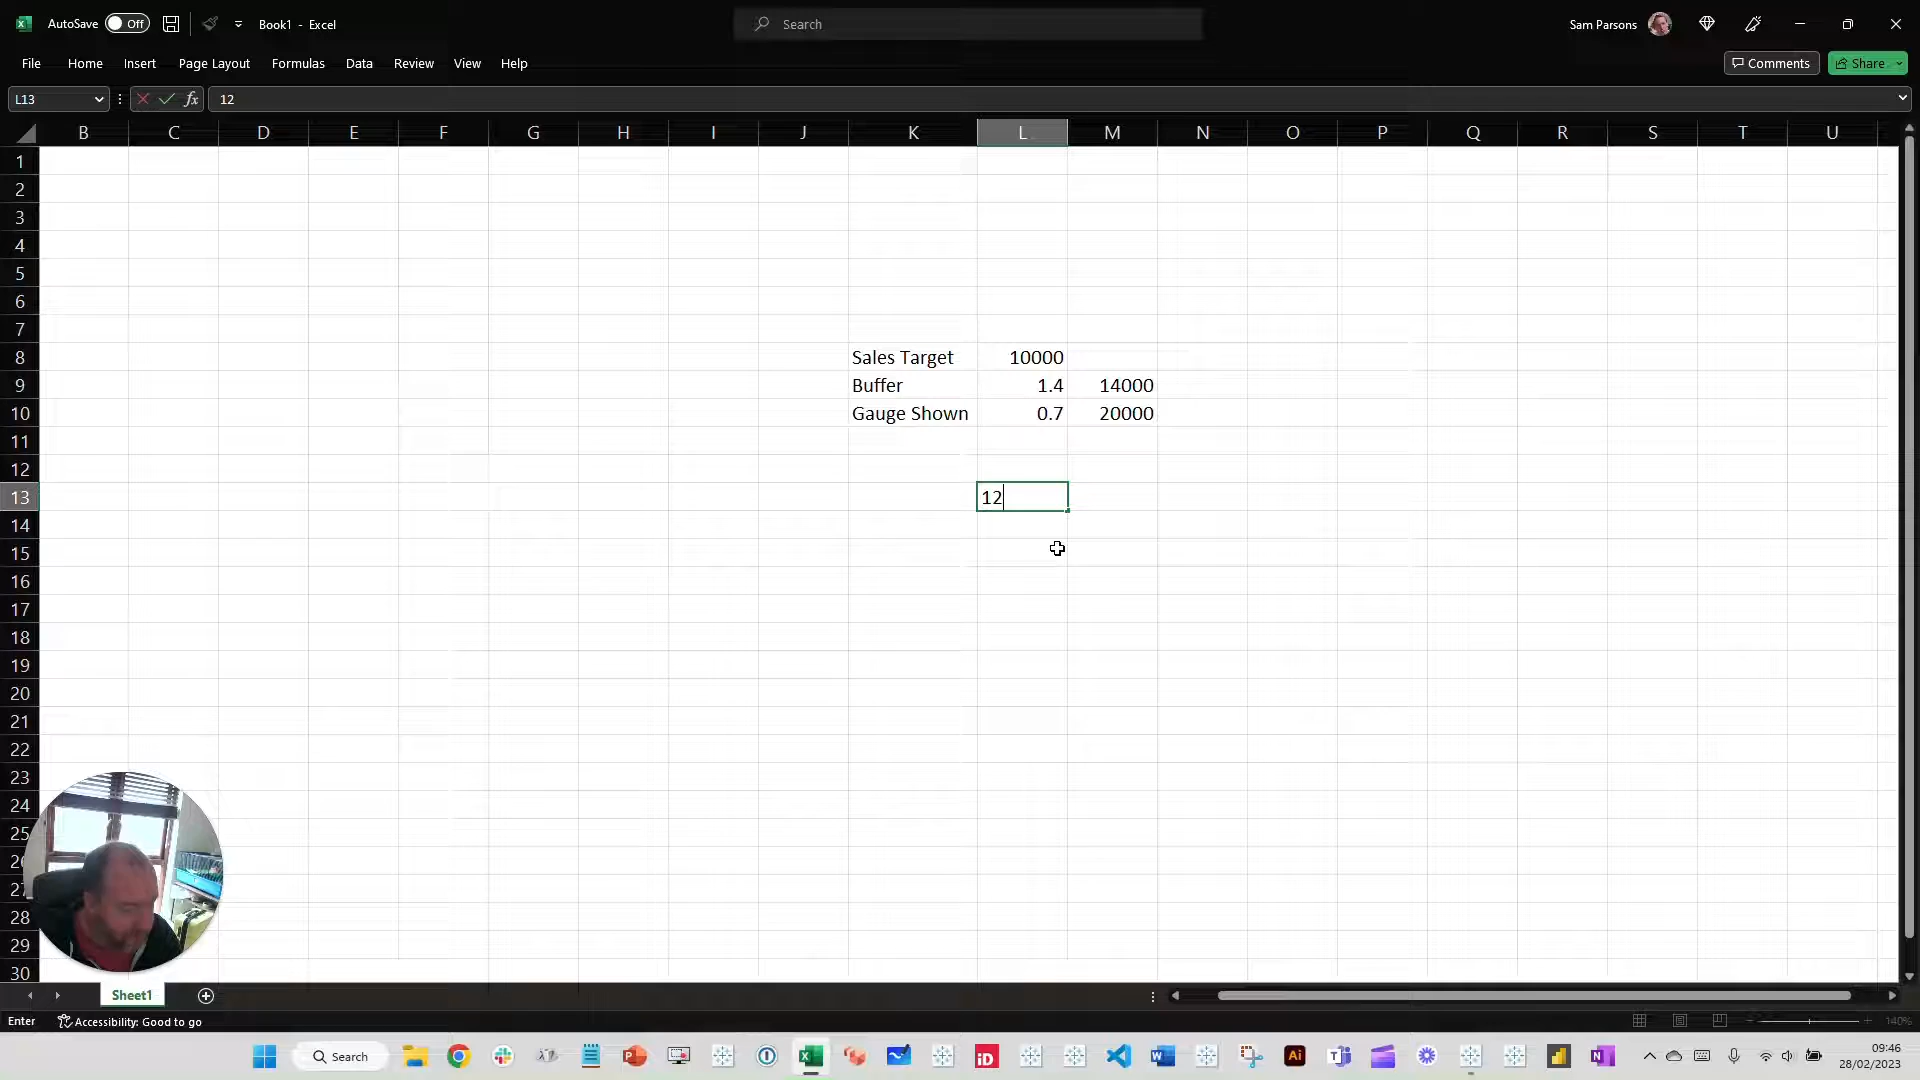 AutoSave Off Book1 - Excel Search Sam Parsons
File Home Insert Page Layout Formulas Data Review View Help Comments Share
L13 fx 12
B C D E F G H I J K L M N O P Q R S T U
1
2
3
4
5
6
7
8 Sales Target 10000
9 Buffer 1.4 14000
10 Gauge Shown 0.7 20000
11
12
13 12
14
15
16
17
18
19
20
21
22
23
24
25
26
27
28
29
30
Sheet1
Enter Accessibility: Good to go 140%
Search 09:46
28/02/2023